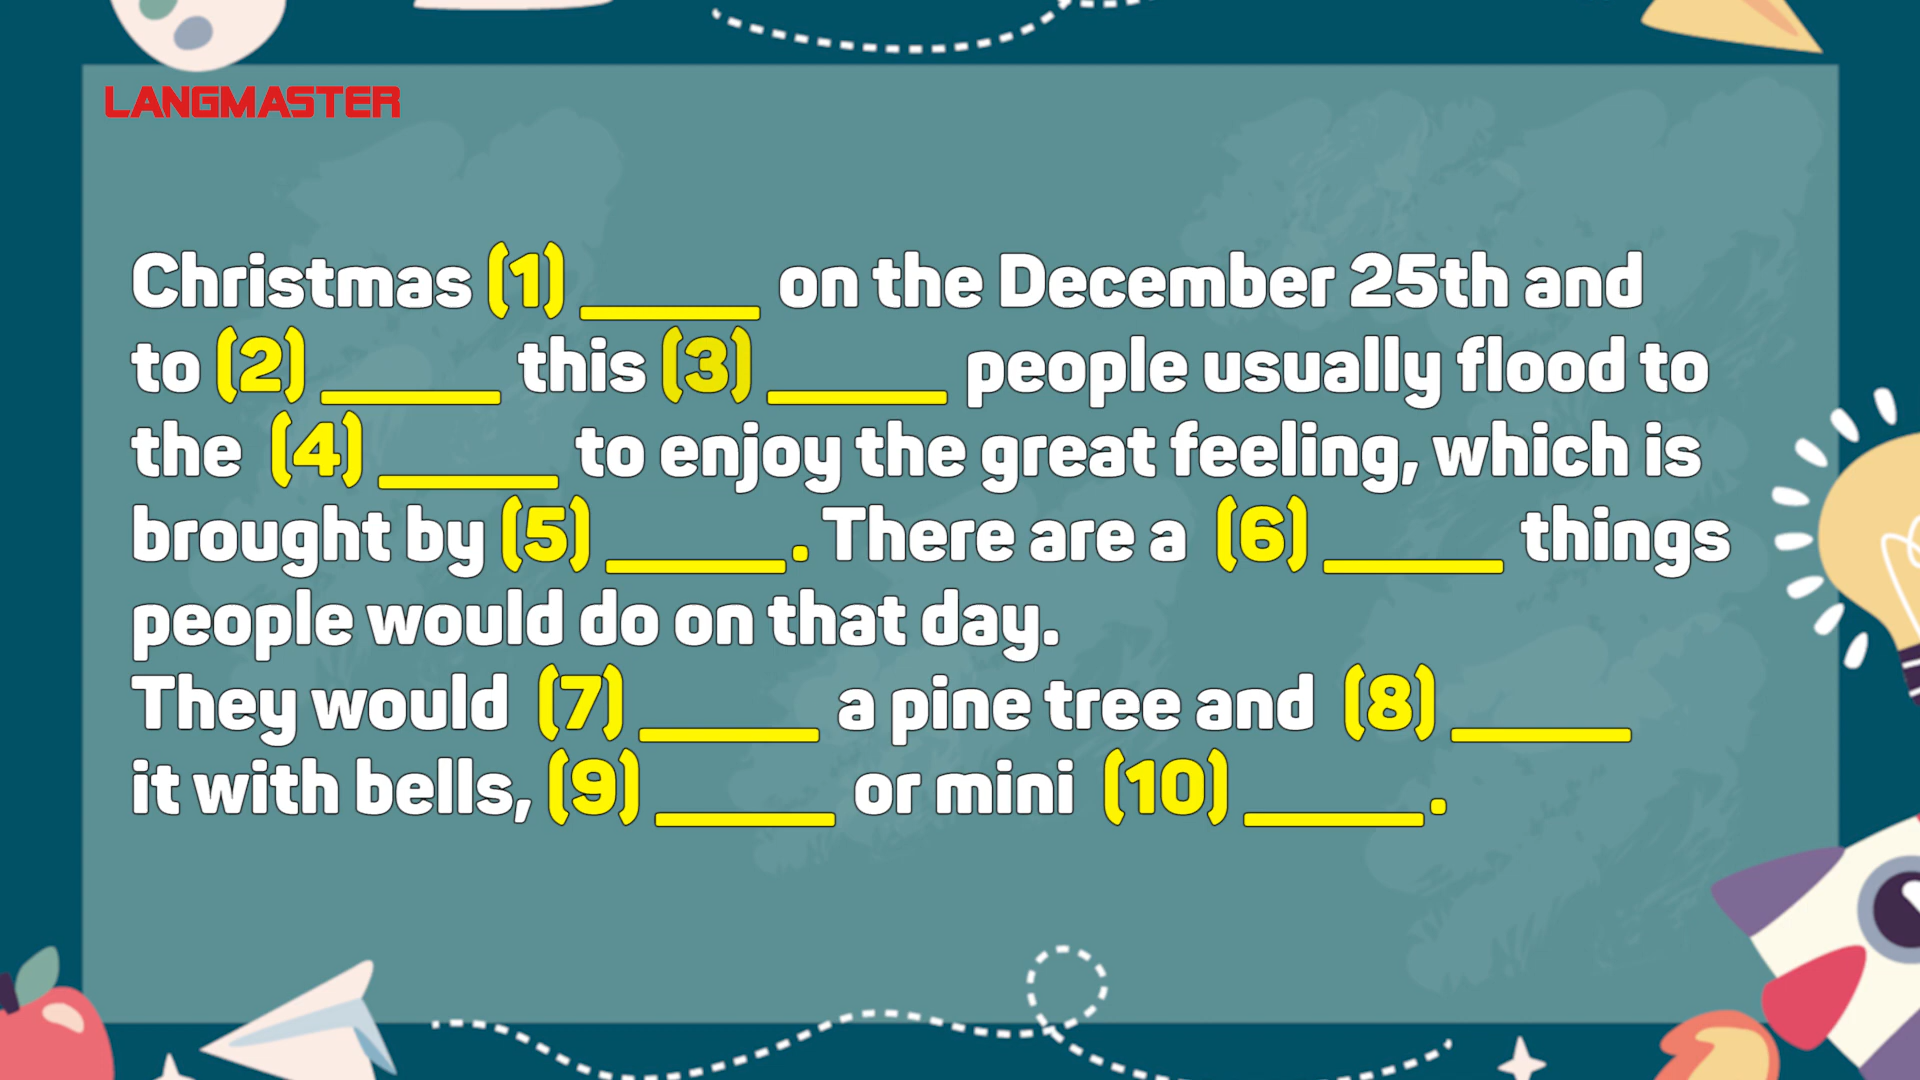 LANGMASTER
Christmas (1) _____ on the December 25th and
to (2) _____ this (3) _____ people usually flood to
the (4) _____ to enjoy the great feeling, which is
brought by (5) _____. There are a (6) _____ things
people would do on that day.
They would (7) _____ a pine tree and (8) _____
it with bells, (9) _____ or mini (10) _____.